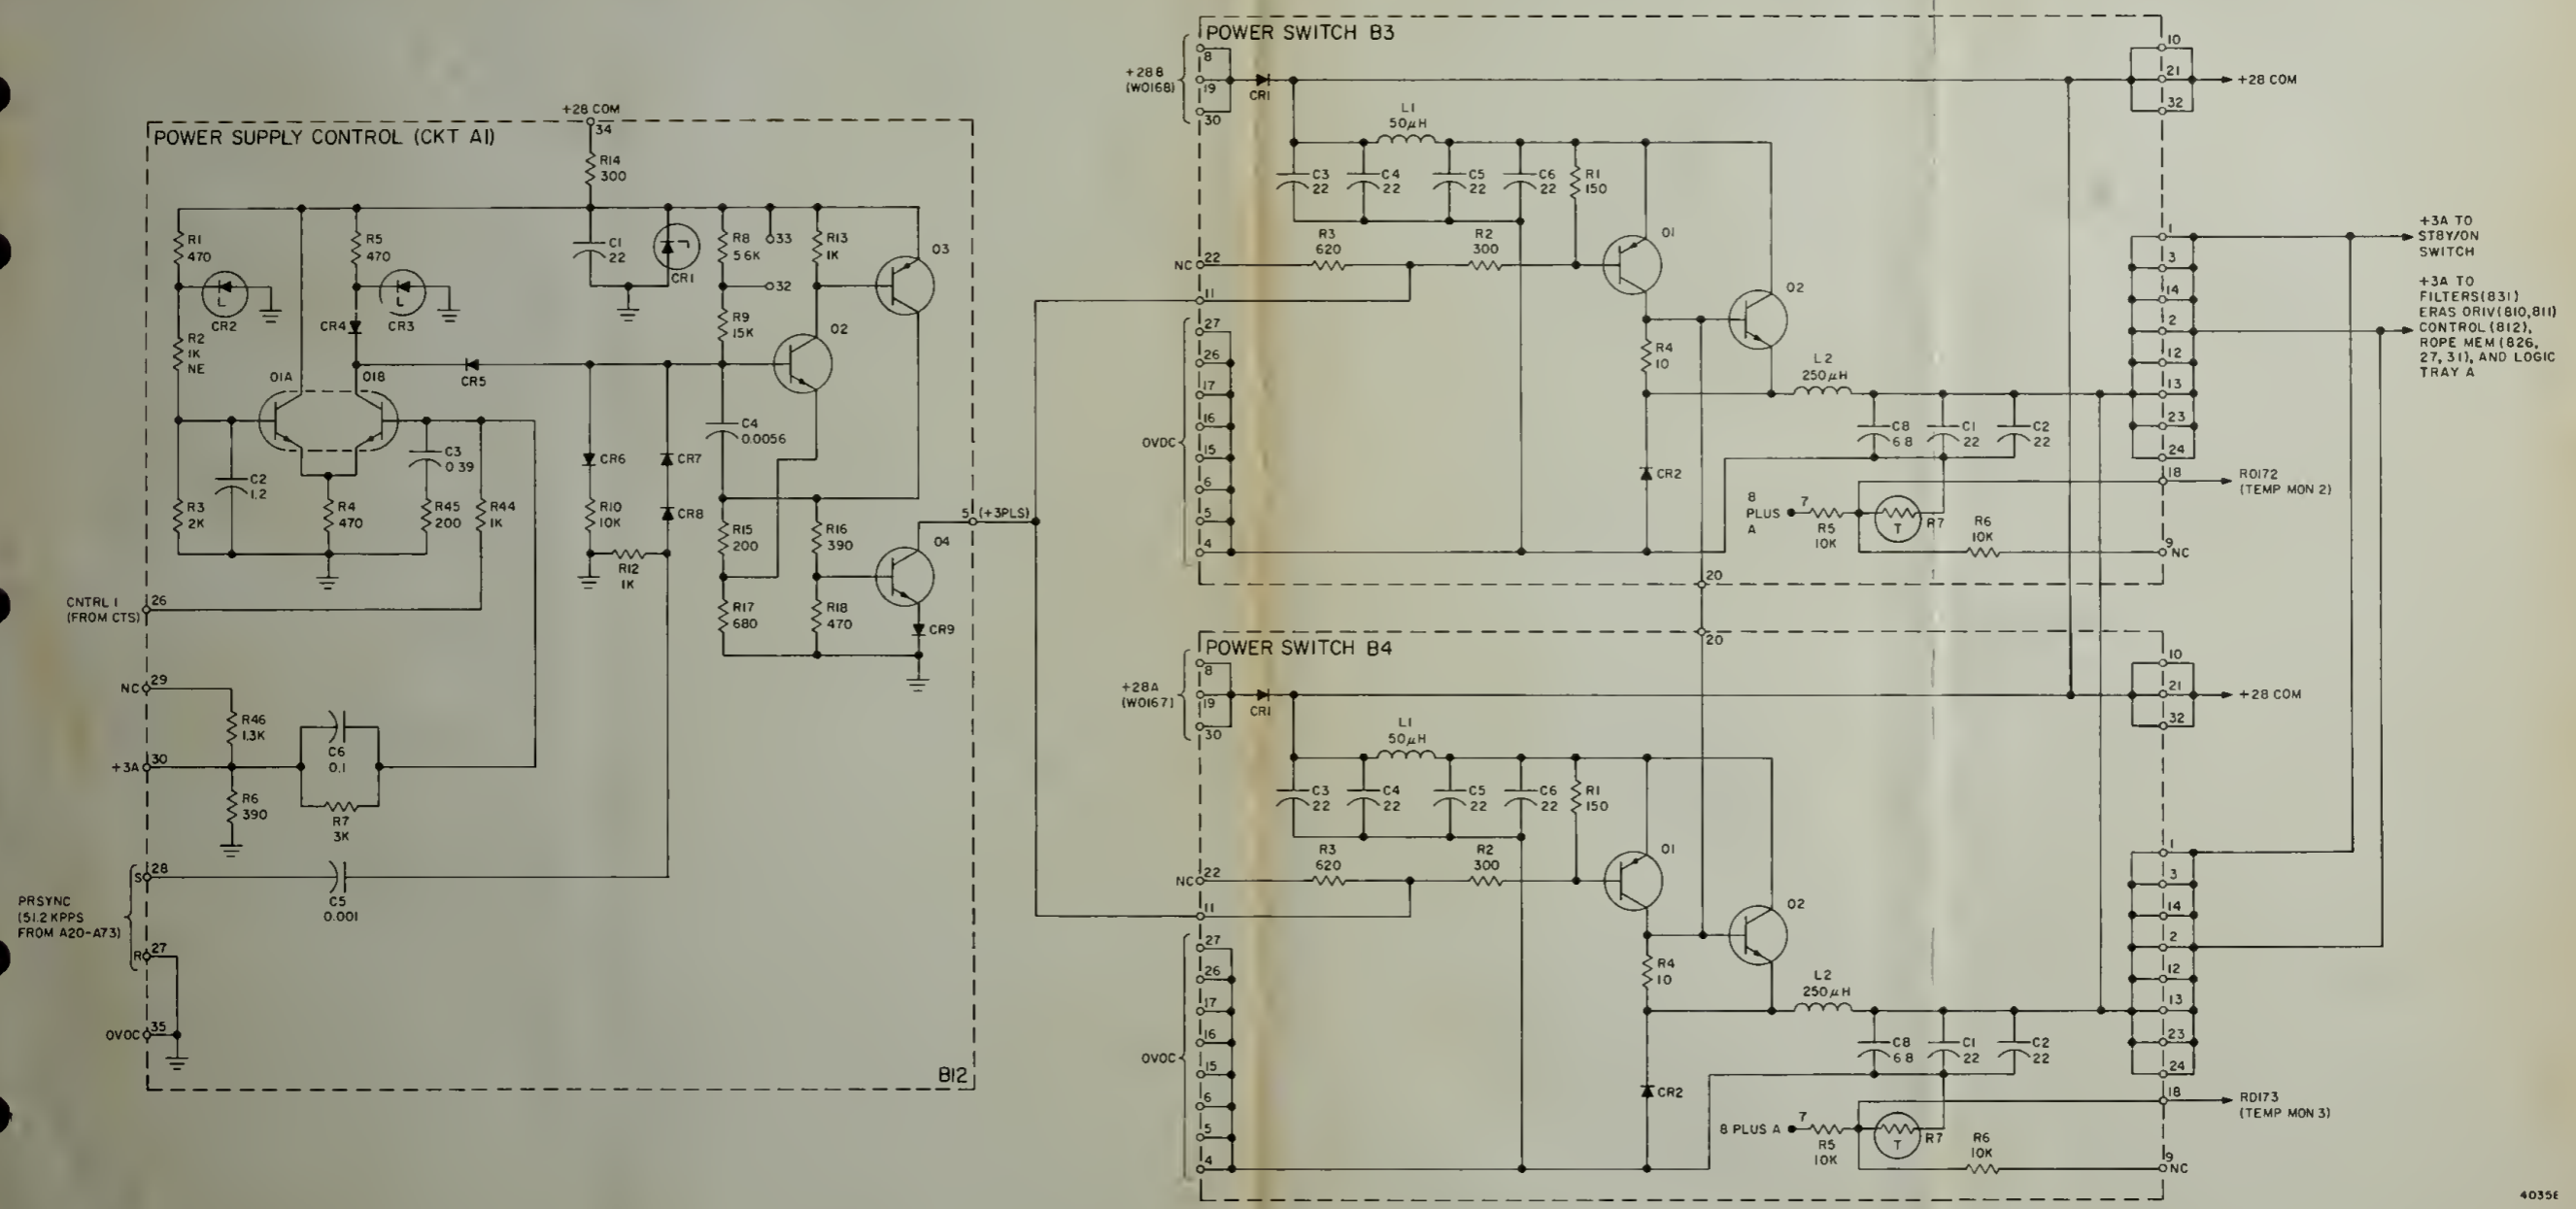 POWER SUPPLY CONTROL (CKT A1)
+28 COM
34
R14
300
R1
470
R5
470
C1
22
CR1
R8
5.6K
33
R13
1K
Q3
CR2
CR4
CR3
32
R2
1K
NE
R9
15K
Q2
Q1A
Q1B
CR5
C4
0.0056
C2
1.2
C3
0.39
CR6
CR7
R3
2K
R4
470
R45
200
R44
1K
R10
10K
CR8
R15
200
R16
390
Q4
5 (+3PLS)
R12
1K
CNTRL 1
(FROM CTS)
26
R17
680
R18
470
CR9
NC
29
R46
1.3K
C6
0.1
+3A
30
R6
390
R7
3K
PRSYNC
(51.2 KPPS
FROM A20-A73)
S
28
C5
0.001
R
27
0VDC
35
B12
POWER SWITCH B3
+28B
(W0168)
8
19
30
CR1
10
21
32
+28 COM
L1
50µH
C3
22
C4
22
C5
22
C6
22
R1
150
R3
620
R2
300
Q1
NC
22
11
Q2
R4
10
L2
250µH
0VDC
27
26
17
16
15
6
5
4
C8
6.8
C1
22
C2
22
CR2
8
PLUS
A
7
R5
10K
T
R7
R6
10K
1
3
14
2
12
13
23
24
18
9
NC
20
+3A TO
STBY/ON
SWITCH
+3A TO
FILTERS(831)
ERAS DRIV(810,811)
CONTROL (812),
ROPE MEM (826,
27, 31), AND LOGIC
TRAY A
R0172
(TEMP MON 2)
20
POWER SWITCH B4
+28A
(W0167)
8
19
30
CR1
10
21
32
+28 COM
L1
50µH
C3
22
C4
22
C5
22
C6
22
R1
150
R3
620
R2
300
Q1
NC
22
11
Q2
R4
10
L2
250µH
0VDC
27
26
17
16
15
6
5
4
C8
6.8
C1
22
C2
22
CR2
8 PLUS A
7
R5
10K
T
R7
R6
10K
1
3
14
2
12
13
23
24
18
9
NC
RD173
(TEMP MON 3)
40358